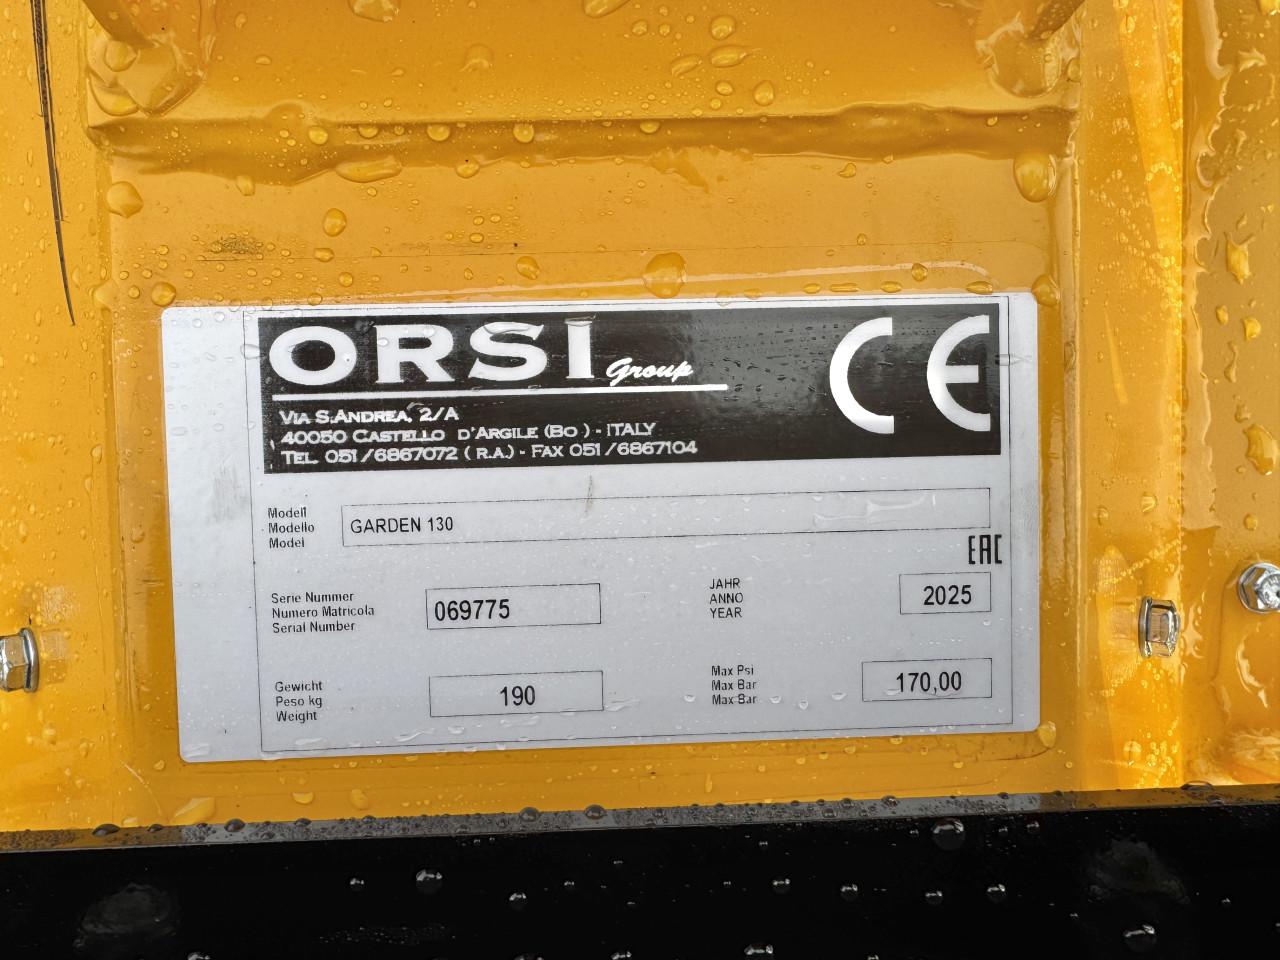 ORSI Group
CE
VIA S.ANDREA, 2/A
40050 CASTELLO D'ARGILE (BO ) - ITALY
TEL. 051/6867072 ( R.A.) - FAX 051/6867104
Modell
Modello
Model
GARDEN 130
EAC
Serie Nummer
Numero Matricola
Serial Number
069775
JAHR
ANNO
YEAR
2025
Gewicht
Peso kg
Weight
190
Max Psi
Max Bar
Max Bar
170,00